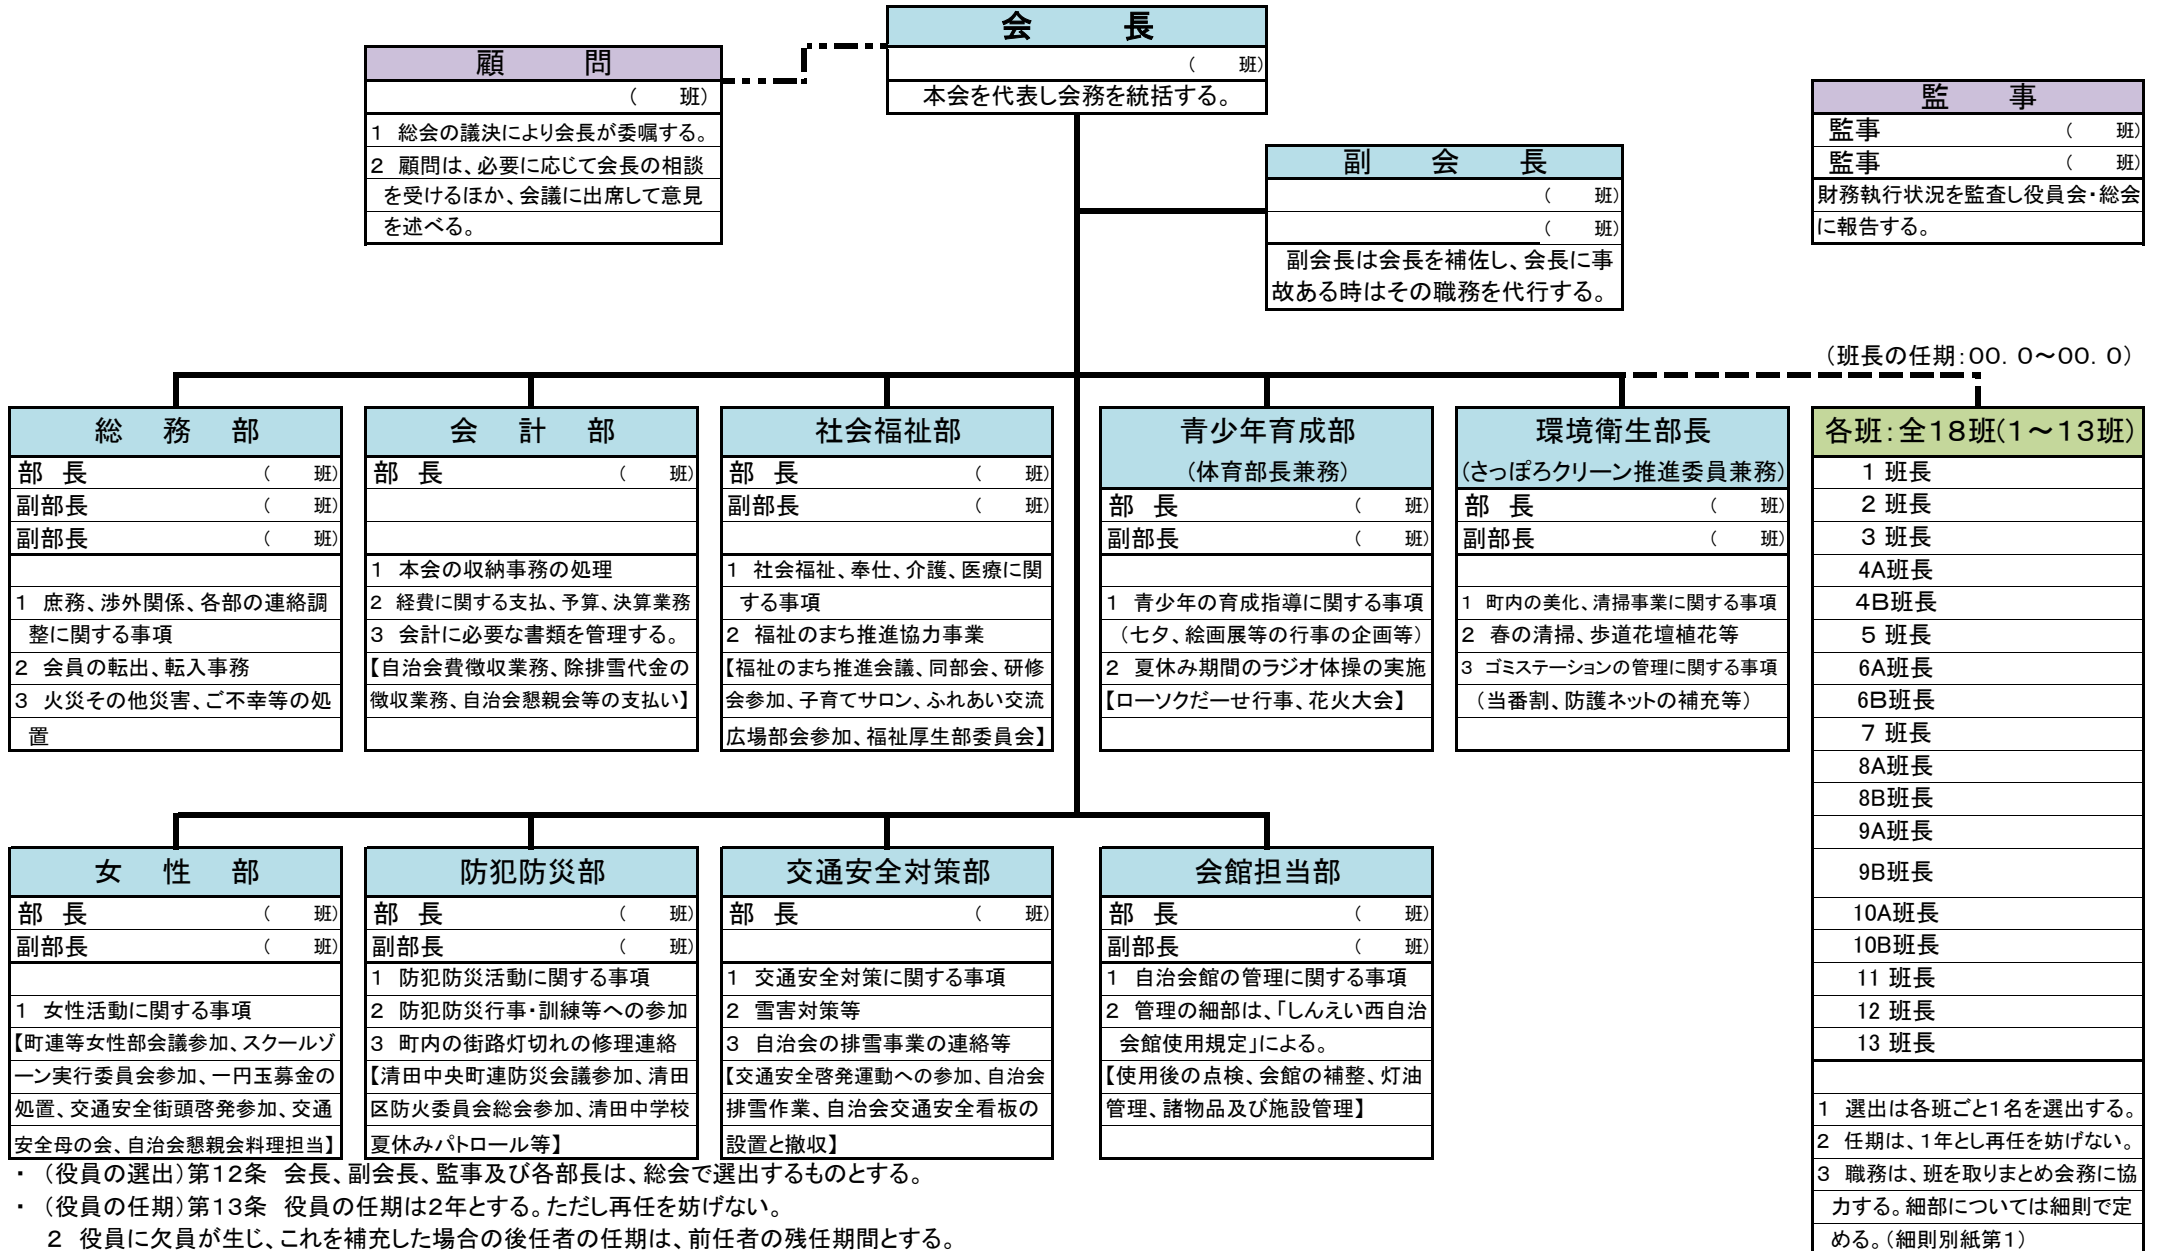 会　長
（　班）
本会を代表し会務を統括する。
顧　問
（　班）
1　総会の議決により会長が委嘱する。
2　顧問は、必要に応じて会長の相談
を受けるほか、会議に出席して意見
を述べる。
監　事
監事　（　班）
監事　（　班）
財務執行状況を監査し役員会・総会
に報告する。
副　会　長
（　班）
（　班）
副会長は会長を補佐し、会長に事
故ある時はその職務を代行する。
（班長の任期：００．０～００．０）
総　務　部
部　長　（　班）
副部長　（　班）
副部長　（　班）
1　庶務、渉外関係、各部の連絡調
整に関する事項
2　会員の転出、転入事務
3　火災その他災害、ご不幸等の処
置
会　計　部
部　長　（　班）
1　本会の収納事務の処理
2　経費に関する支払、予算、決算業務
3　会計に必要な書類を管理する。
【自治会費徴収業務、除排雪代金の
徴収業務、自治会懇親会等の支払い】
社会福祉部
部　長　（　班）
副部長　（　班）
1　社会福祉、奉仕、介護、医療に関
する事項
2　福祉のまち推進協力事業
【福祉のまち推進会議、同部会、研修
会参加、子育てサロン、ふれあい交流
広場部会参加、福祉厚生部委員会】
青少年育成部
（体育部長兼務）
部　長　（　班）
副部長　（　班）
1　青少年の育成指導に関する事項
（七夕、絵画展等の行事の企画等）
2　夏休み期間のラジオ体操の実施
【ローソクだーせ行事、花火大会】
環境衛生部長
（さっぽろクリーン推進委員兼務）
部　長　（　班）
副部長　（　班）
1　町内の美化、清掃事業に関する事項
2　春の清掃、歩道花壇植花等
3　ゴミステーションの管理に関する事項
（当番割、防護ネットの補充等）
各班：全１８班(１～１３班)
1 班長
2 班長
3 班長
4A班長
4B班長
5 班長
6A班長
6B班長
7 班長
8A班長
8B班長
9A班長
9B班長
10A班長
10B班長
11 班長
12 班長
13 班長
1　選出は各班ごと1名を選出する。
2　任期は、1年とし再任を妨げない。
3　職務は、班を取りまとめ会務に協
力する。細部については細則で定
める。（細則別紙第1）
女　性　部
部　長　（　班）
副部長　（　班）
1　女性活動に関する事項
【町連等女性部会議参加、スクールゾ
ーン実行委員会参加、一円玉募金の
処置、交通安全街頭啓発参加、交通
安全母の会、自治会懇親会料理担当】
防犯防災部
部　長　（　班）
副部長　（　班）
1　防犯防災活動に関する事項
2　防犯防災行事・訓練等への参加
3　町内の街路灯切れの修理連絡
【清田中央町連防災会議参加、清田
区防火委員会総会参加、清田中学校
夏休みパトロール等】
交通安全対策部
部　長　（　班）
1　交通安全対策に関する事項
2　雪害対策等
3　自治会の排雪事業の連絡等
【交通安全啓発運動への参加、自治会
排雪作業、自治会交通安全看板の
設置と撤収】
会館担当部
部　長　（　班）
副部長　（　班）
1　自治会館の管理に関する事項
2　管理の細部は、「しんえい西自治
会館使用規定」による。
【使用後の点検、会館の補整、灯油
管理、諸物品及び施設管理】
・（役員の選出）第１２条　会長、副会長、監事及び各部長は、総会で選出するものとする。
・（役員の任期）第１３条　役員の任期は２年とする。ただし再任を妨げない。
２　役員に欠員が生じ、これを補充した場合の後任者の任期は、前任者の残任期間とする。